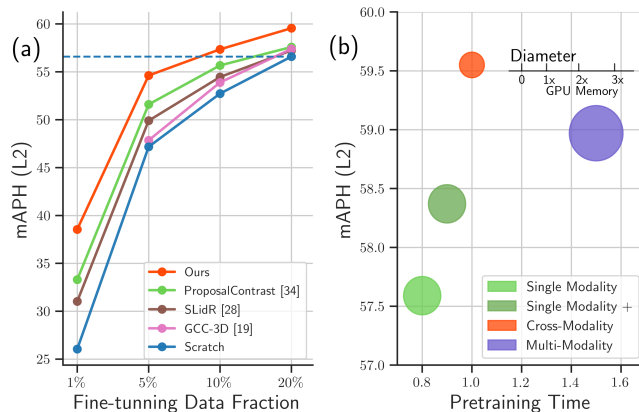 (a)
mAPH (L2)
60
55
50
45
40
35
30
25
1%
5%
10%
20%
Fine-tunning Data Fraction
Ours
ProposalContrast [34]
SLidR [28]
GCC-3D [19]
Scratch
(b)
mAPH (L2)
60.0
59.5
59.0
58.5
58.0
57.5
57.0
0.8
1.0
1.2
1.4
1.6
Pretraining Time
Diameter
0 1x 2x 3x
GPU Memory
Single Modality
Single Modality +
Cross-Modality
Multi-Modality